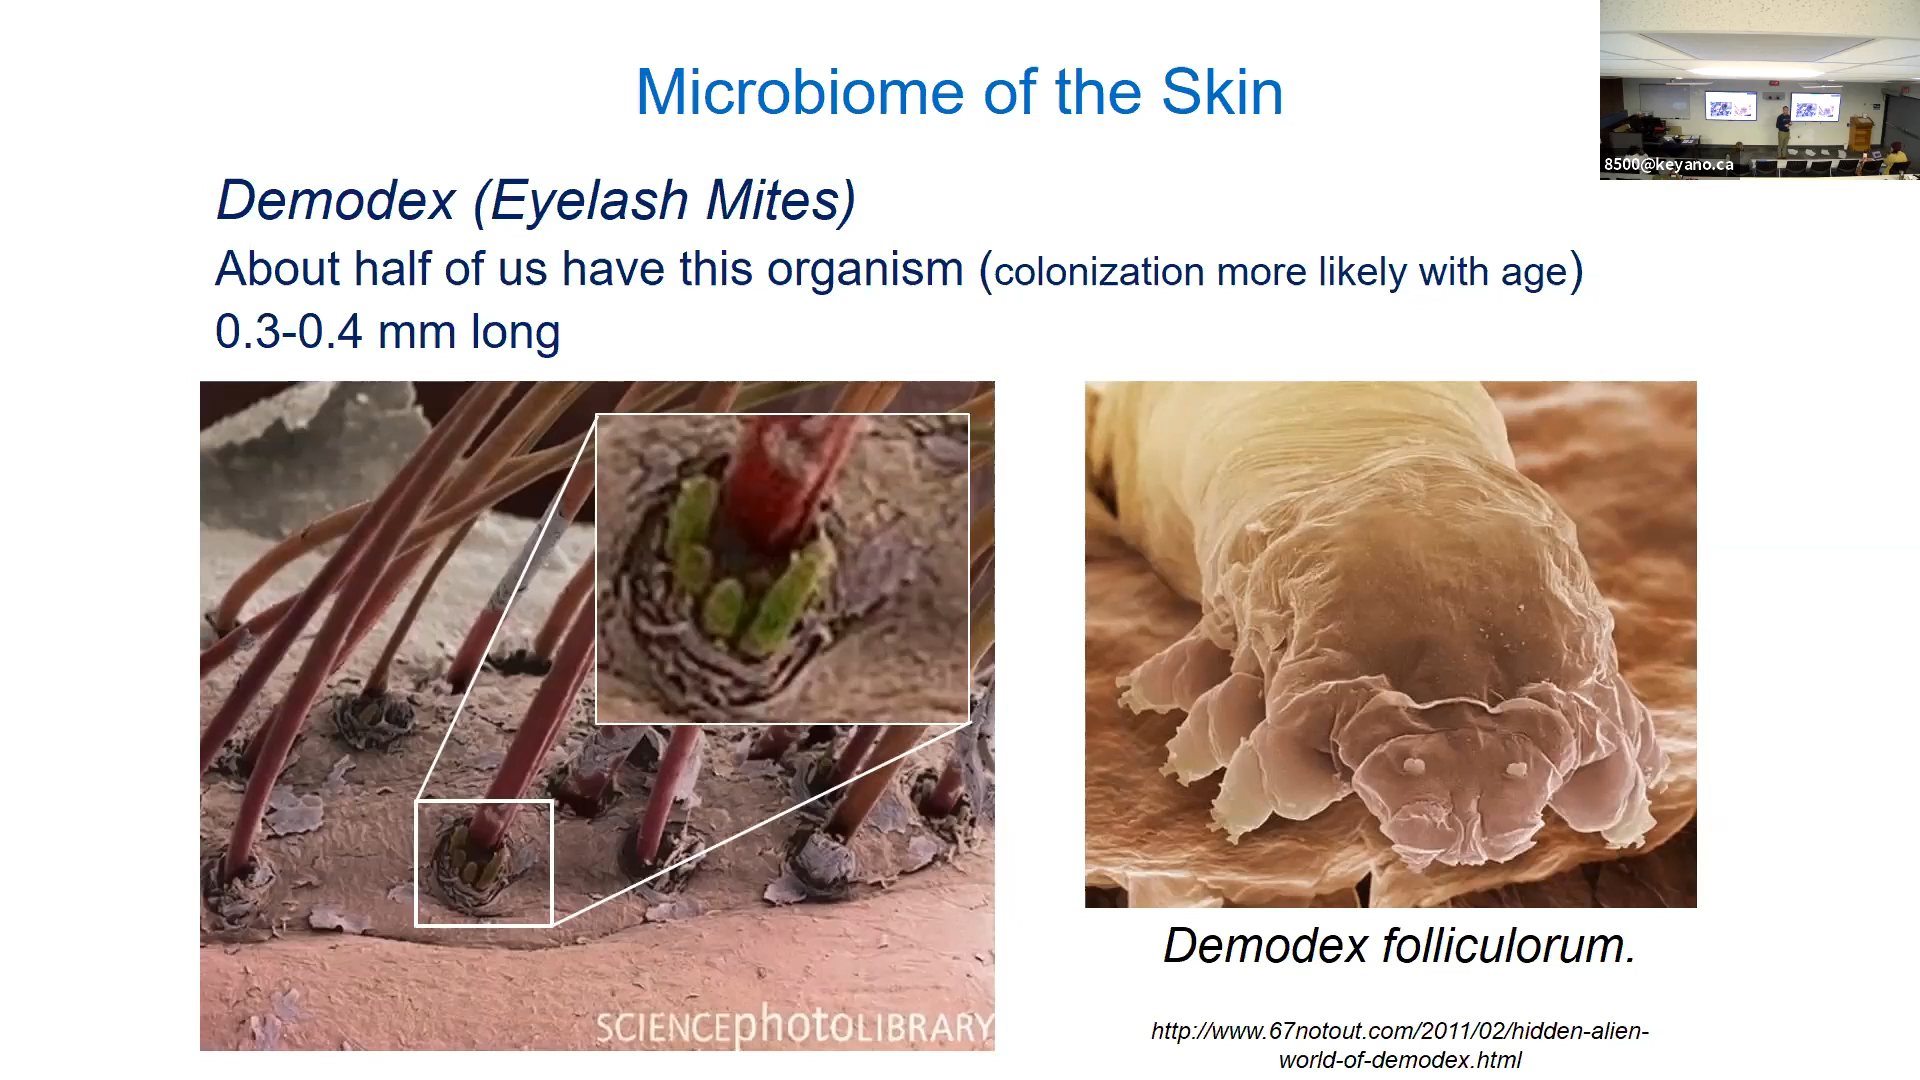 Microbiome of the Skin
8500@keyano.ca
Demodex (Eyelash Mites)
About half of us have this organism (colonization more likely with age)
0.3-0.4 mm long
SCIENCEphotoLIBRARY
Demodex folliculorum.
http://www.67notout.com/2011/02/hidden-alien-
world-of-demodex.html